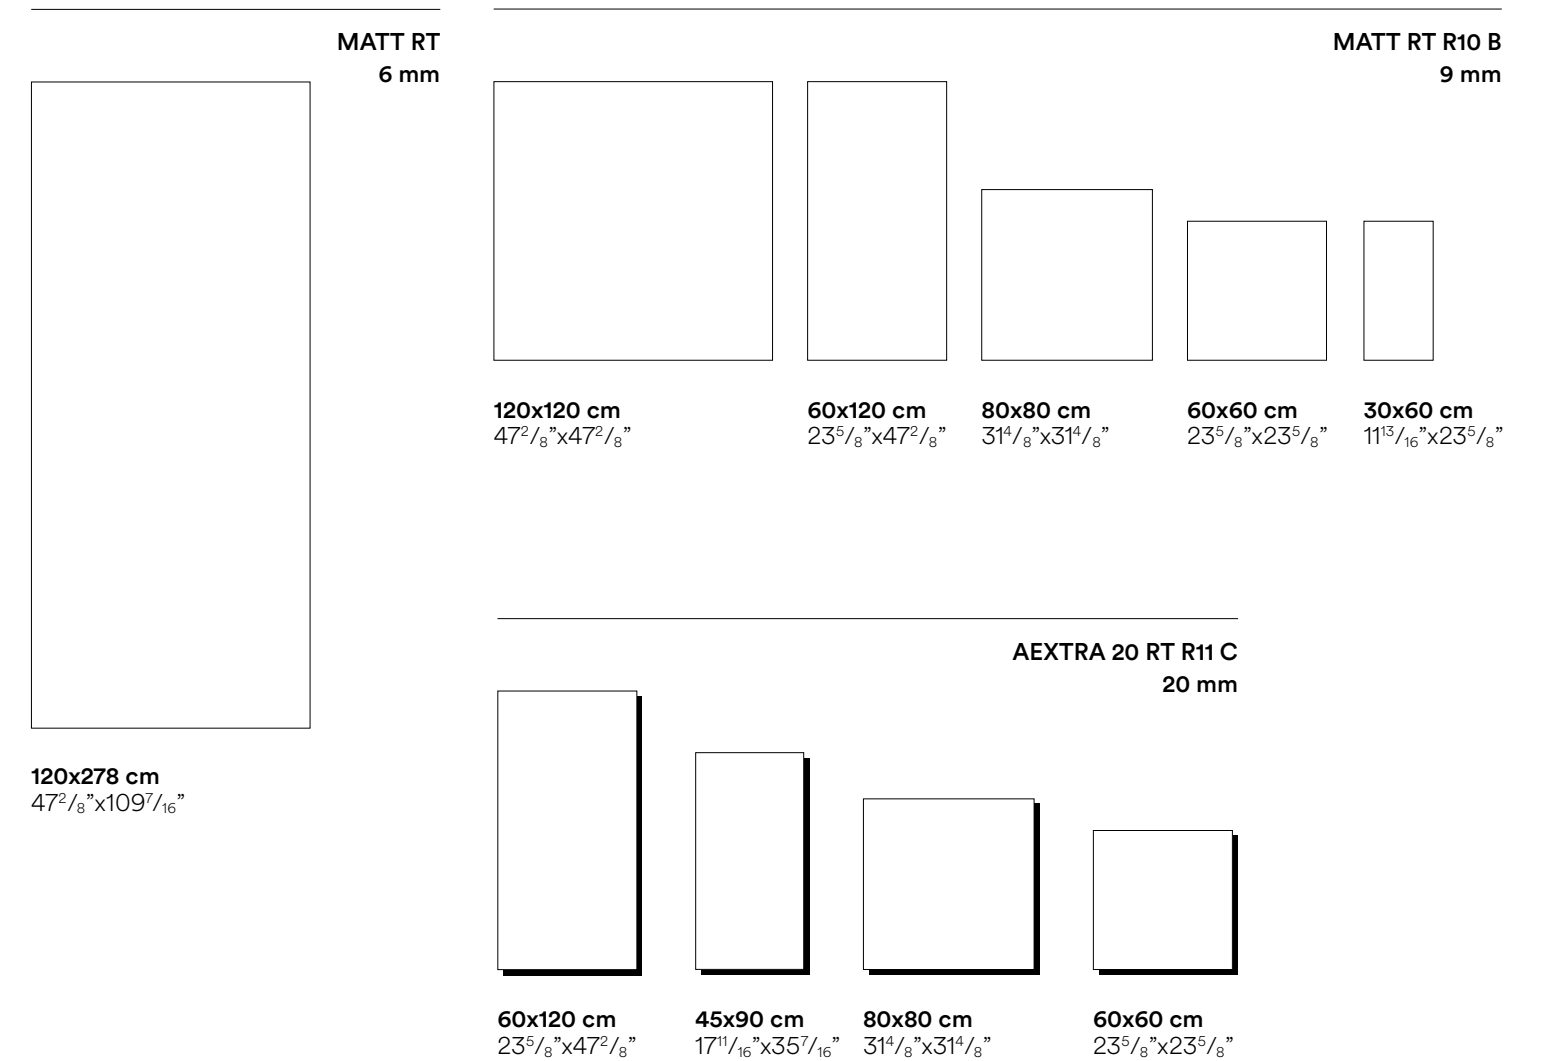 MATT RT
6 mm
120x278 cm
47²/₈”x109⁷/₁₆”
MATT RT R10 B
9 mm
120x120 cm
47²/₈”x47²/₈”
60x120 cm
23⁵/₈”x47²/₈”
80x80 cm
31⁴/₈”x31⁴/₈”
60x60 cm
23⁵/₈”x23⁵/₈”
30x60 cm
11¹³/₁₆”x23⁵/₈”
AEXTRA 20 RT R11 C
20 mm
60x120 cm
23⁵/₈”x47²/₈”
45x90 cm
17¹¹/₁₆”x35⁷/₁₆”
80x80 cm
31⁴/₈”x31⁴/₈”
60x60 cm
23⁵/₈”x23⁵/₈”